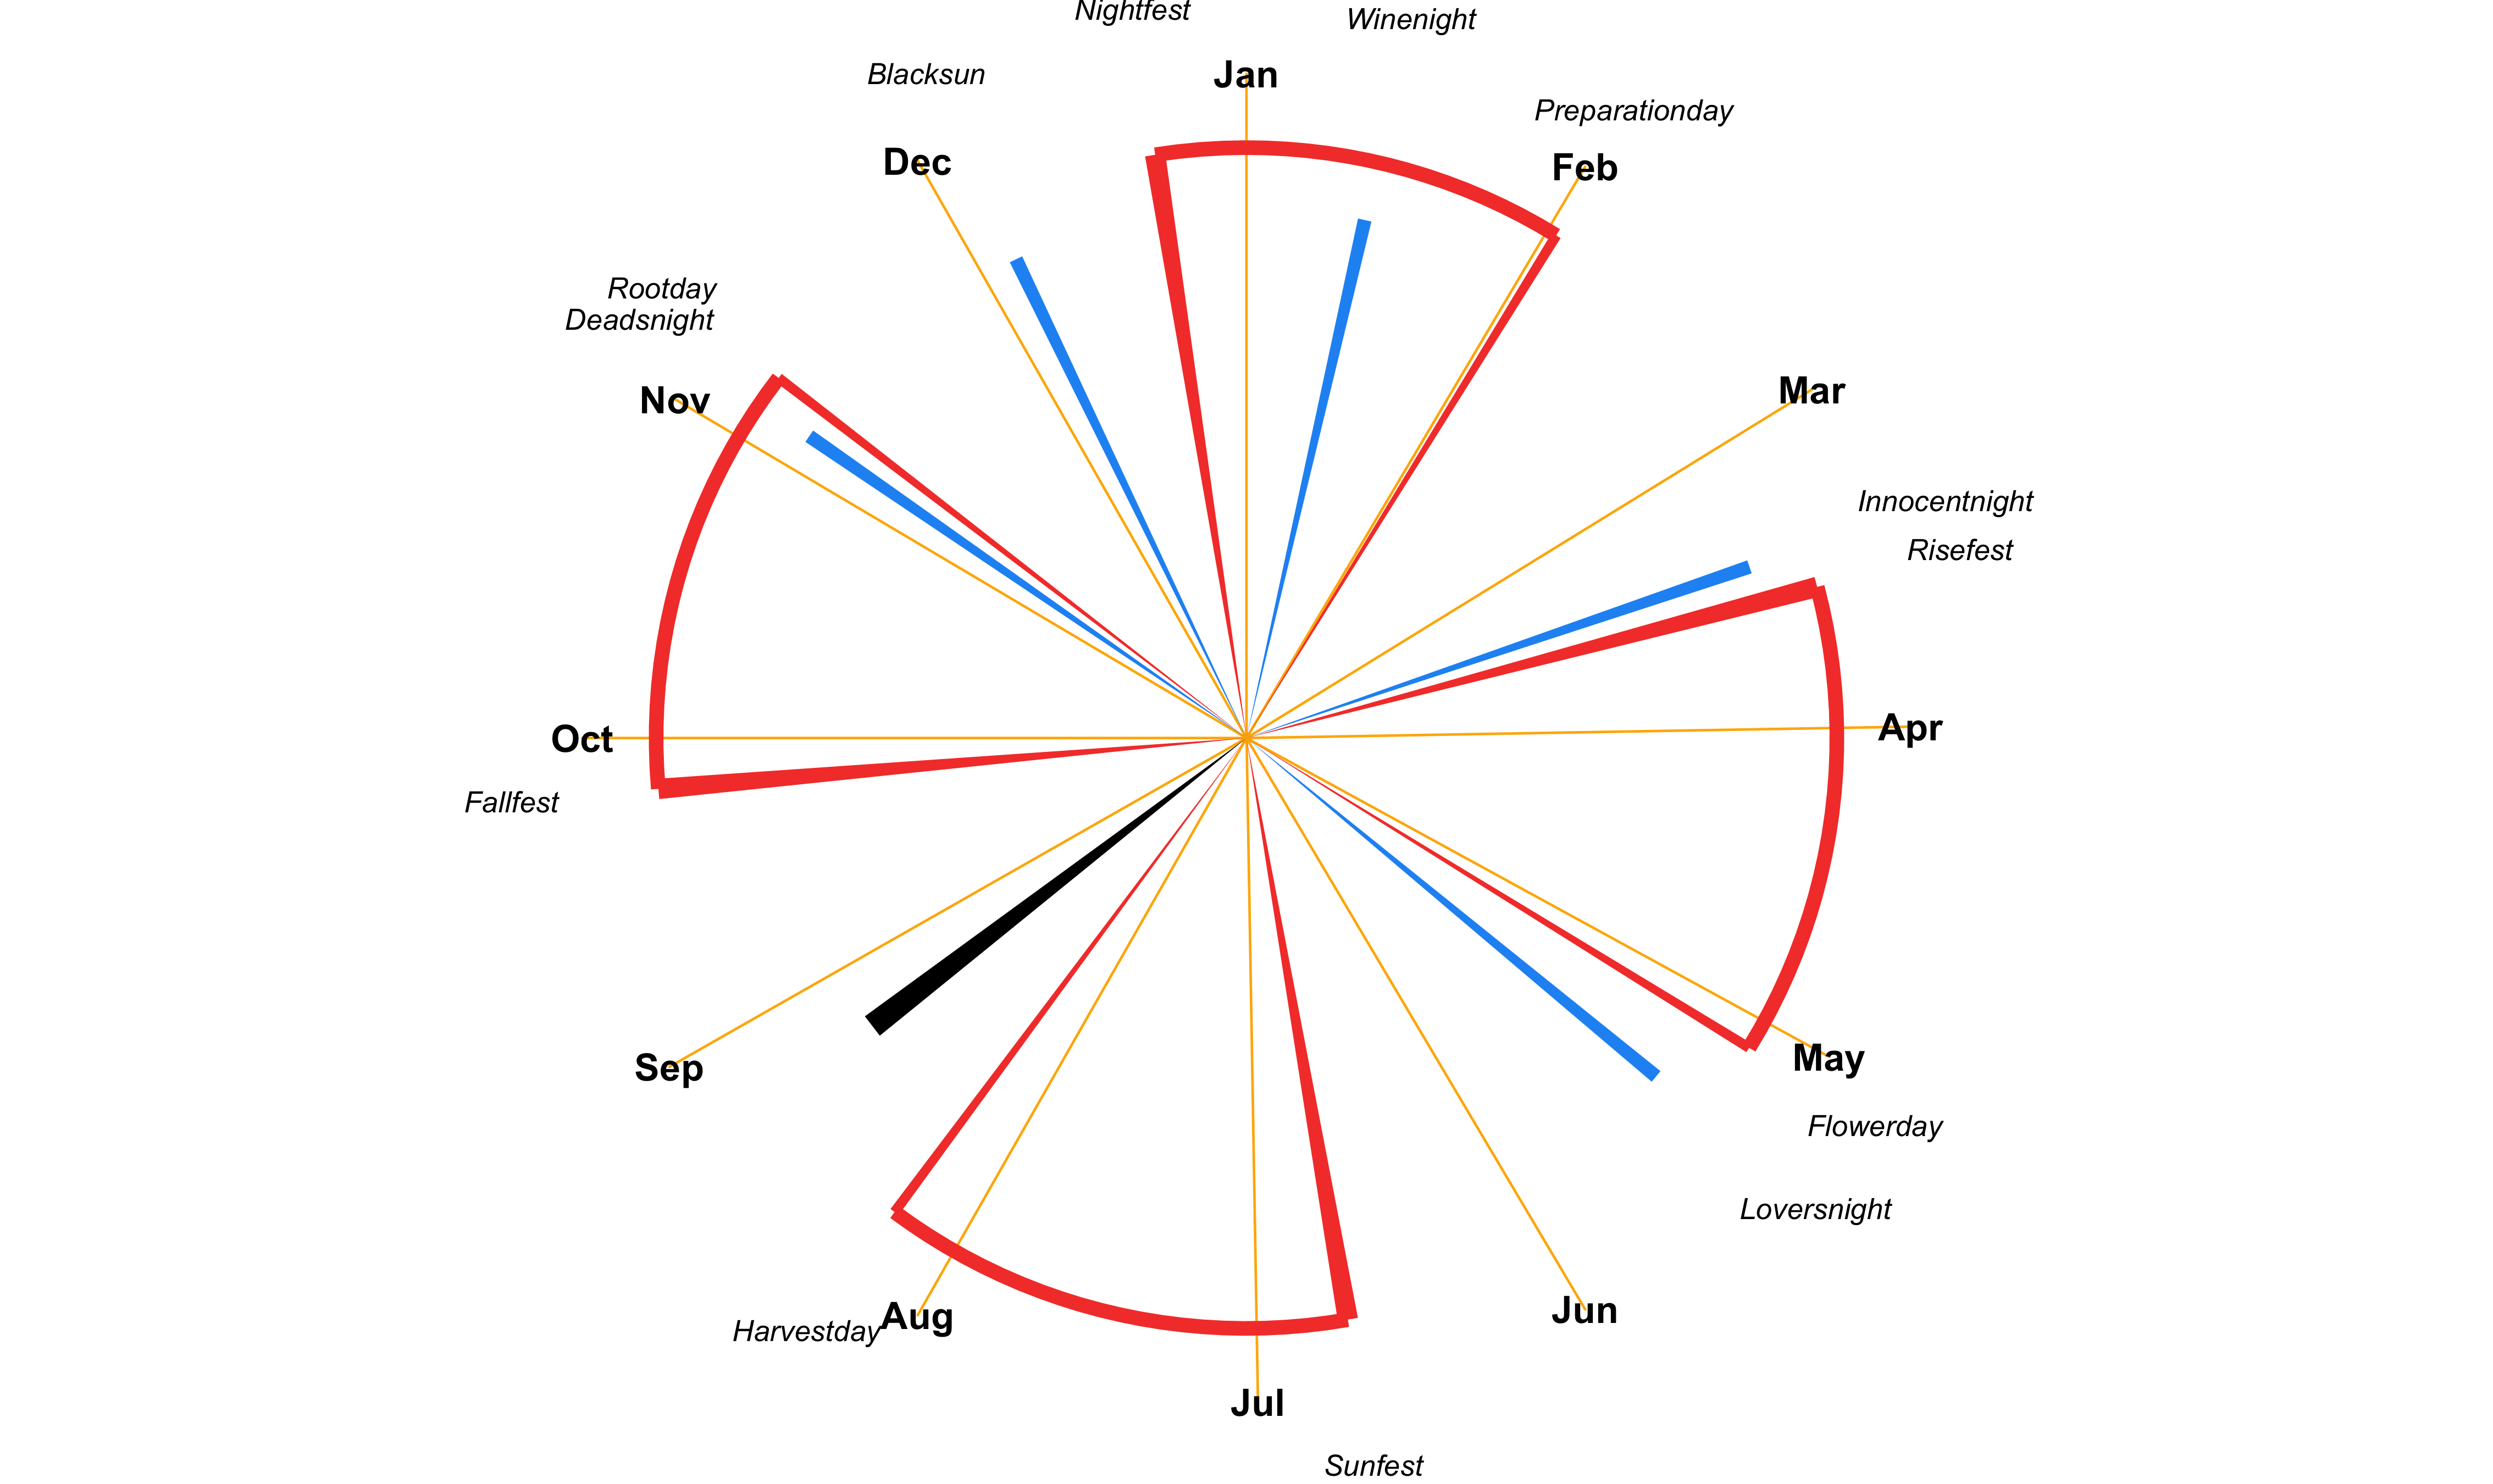 Nightfest
Winenight
Blacksun
Jan
Preparationday
Dec
Feb
Rootday
Deadsnight
Nov
Mar
Innocentnight
Risefest
Oct
Apr
Fallfest
Sep
May
Flowerday
Loversnight
Harvestday
Aug
Jun
Jul
Sunfest